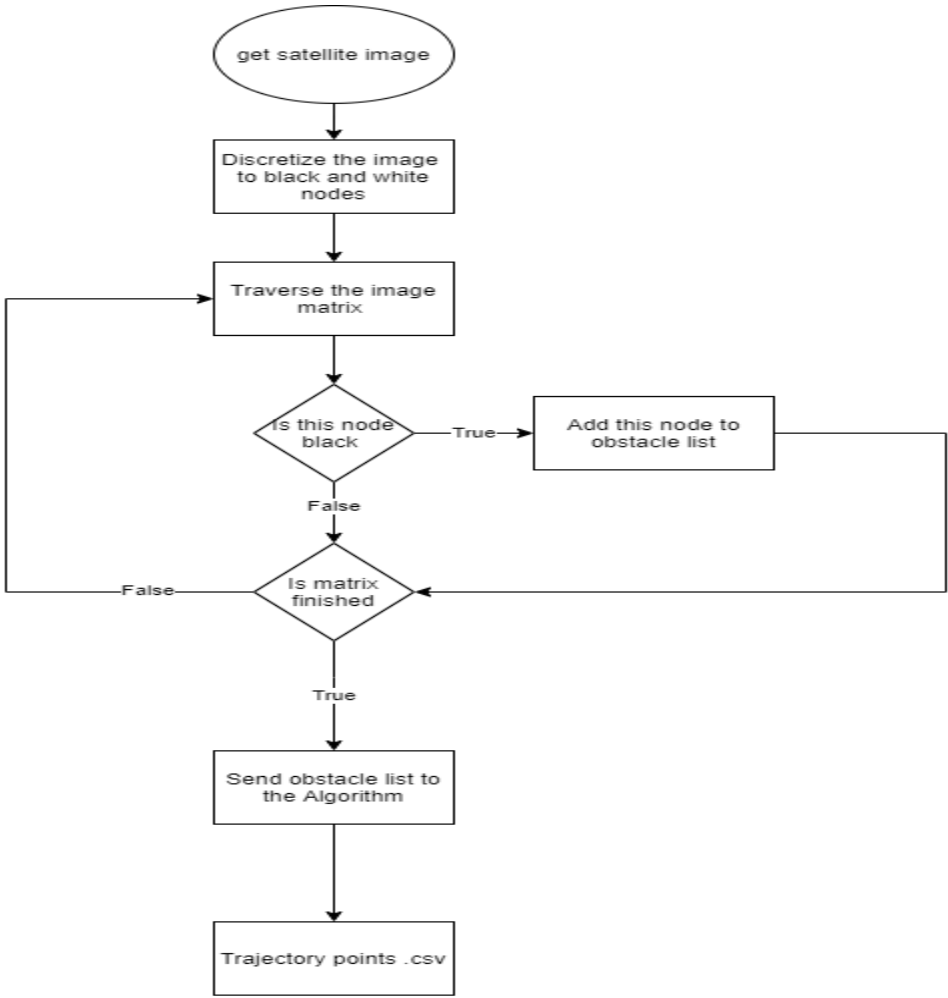 get satellite image
Discretize the image
to black and white
nodes
Traverse the image
matrix
Is this node
black
True
Add this node to
obstacle list
False
Is matrix
finished
False
True
Send obstacle list to
the Algorithm
Trajectory points .csv